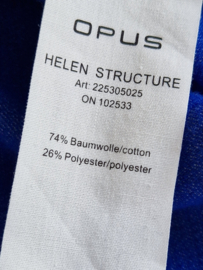 OPUS
HELEN STRUCTURE
Art: 225305025
ON 102533
74% Baumwolle/cotton
26% Polyester/polyester